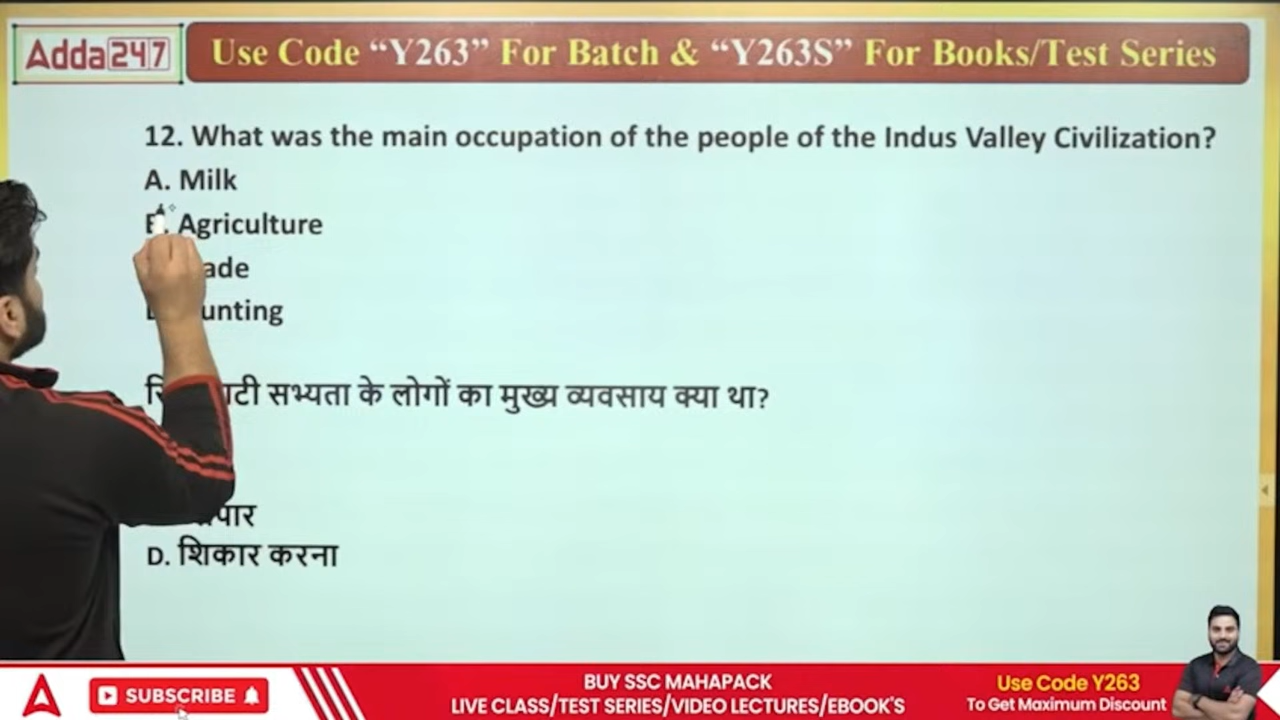 Adda247
Use Code “Y263” For Batch & “Y263S” For Books/Test Series
12. What was the main occupation of the people of the Indus Valley Civilization?
A. Milk
Agriculture
D. शिकार करना
सभ्यता के लोगों का मुख्य व्यवसाय क्या था?
SUBSCRIBE
BUY SSC MAHAPACK
LIVE CLASS/TEST SERIES/VIDEO LECTURES/EBOOK'S
Use Code Y263
To Get Maximum Discount